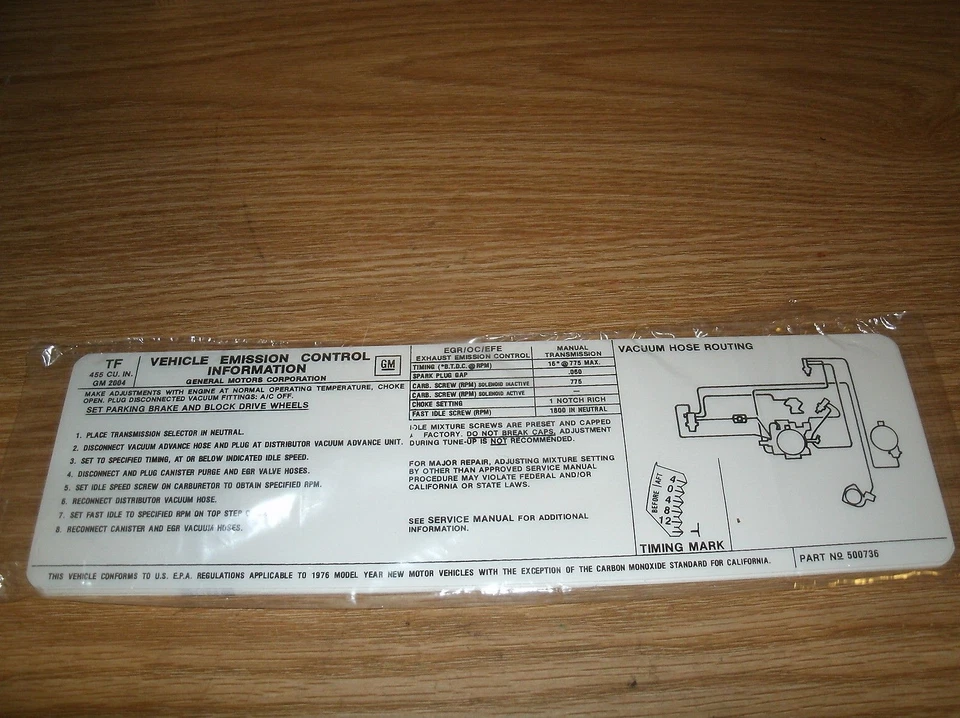 TF
455 CU. IN.
GM 2004
VEHICLE EMISSION CONTROL
INFORMATION
GENERAL MOTORS CORPORATION
GM
MAKE ADJUSTMENTS WITH ENGINE AT NORMAL OPERATING TEMPERATURE, CHOKE
OPEN. PLUG DISCONNECTED VACUUM FITTINGS: A/C OFF.
SET PARKING BRAKE AND BLOCK DRIVE WHEELS
1. PLACE TRANSMISSION SELECTOR IN NEUTRAL.
2. DISCONNECT VACUUM ADVANCE HOSE AND PLUG AT DISTRIBUTOR VACUUM ADVANCE UNIT.
3. SET TO SPECIFIED TIMING, AT OR BELOW INDICATED IDLE SPEED.
4. DISCONNECT AND PLUG CANISTER PURGE AND EGR VALVE HOSES.
5. SET IDLE SPEED SCREW ON CARBURETOR TO OBTAIN SPECIFIED RPM.
6. RECONNECT DISTRIBUTOR VACUUM HOSE.
7. SET FAST IDLE TO SPECIFIED RPM ON TOP STEP
8. RECONNECT CANISTER AND EGR VACUUM HOSES.
EGR/OC/EFE
EXHAUST EMISSION CONTROL
MANUAL
TRANSMISSION
TIMING (°B.T.D.C. @ RPM) 16° @ 775 MAX.
SPARK PLUG GAP .060
CARB. SCREW (RPM) SOLENOID INACTIVE 775
CARB. SCREW (RPM) SOLENOID ACTIVE —
CHOKE SETTING 1 NOTCH RICH
FAST IDLE SCREW (RPM) 1800 IN NEUTRAL
IDLE MIXTURE SCREWS ARE PRESET AND CAPPED
FACTORY. DO NOT BREAK CAPS, ADJUSTMENT
DURING TUNE-UP IS NOT RECOMMENDED.
FOR MAJOR REPAIR, ADJUSTING MIXTURE SETTING
BY OTHER THAN APPROVED SERVICE MANUAL
PROCEDURE MAY VIOLATE FEDERAL AND/OR
CALIFORNIA OR STATE LAWS.
SEE SERVICE MANUAL FOR ADDITIONAL
INFORMATION.
VACUUM HOSE ROUTING
BEFORE AFT
4
0
4
8
12
TIMING MARK
PART NO 500736
THIS VEHICLE CONFORMS TO U.S. E.P.A. REGULATIONS APPLICABLE TO 1976 MODEL YEAR NEW MOTOR VEHICLES WITH THE EXCEPTION OF THE CARBON MONOXIDE STANDARD FOR CALIFORNIA.